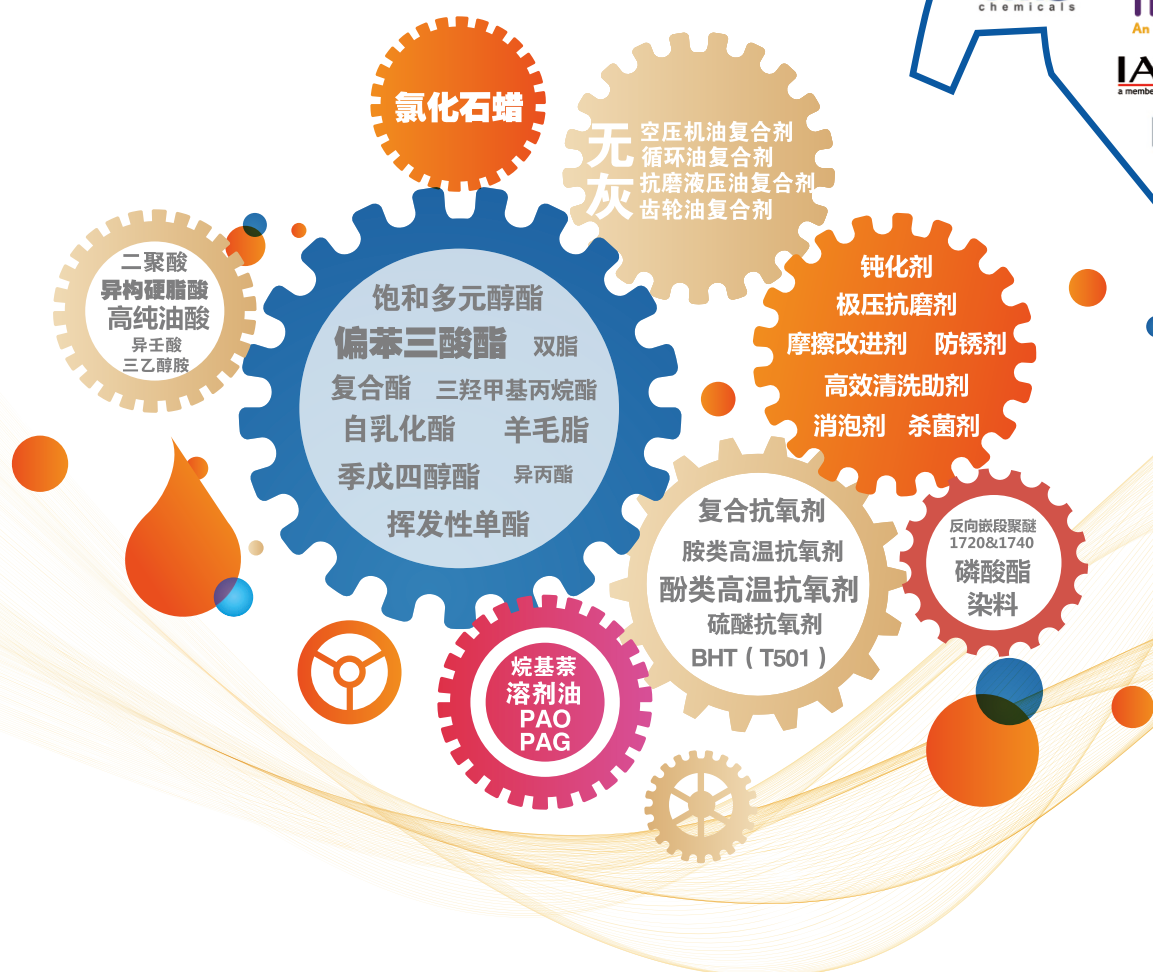 chemicals
An
IA
a membe
氯化石蜡
无灰
空压机油复合剂
循环油复合剂
抗磨液压油复合剂
齿轮油复合剂
二聚酸
异构硬脂酸
高纯油酸
异壬酸
三乙醇胺
饱和多元醇酯
偏苯三酸酯 双脂
复合酯 三羟甲基丙烷酯
自乳化酯 羊毛脂
季戊四醇酯 异丙酯
挥发性单酯
钝化剂
极压抗磨剂
摩擦改进剂 防锈剂
高效清洗助剂
消泡剂 杀菌剂
复合抗氧剂
胺类高温抗氧剂
酚类高温抗氧剂
硫醚抗氧剂
BHT（T501）
反向嵌段聚醚
1720&1740
磷酸酯
染料
烷基萘
溶剂油
PAO
PAG